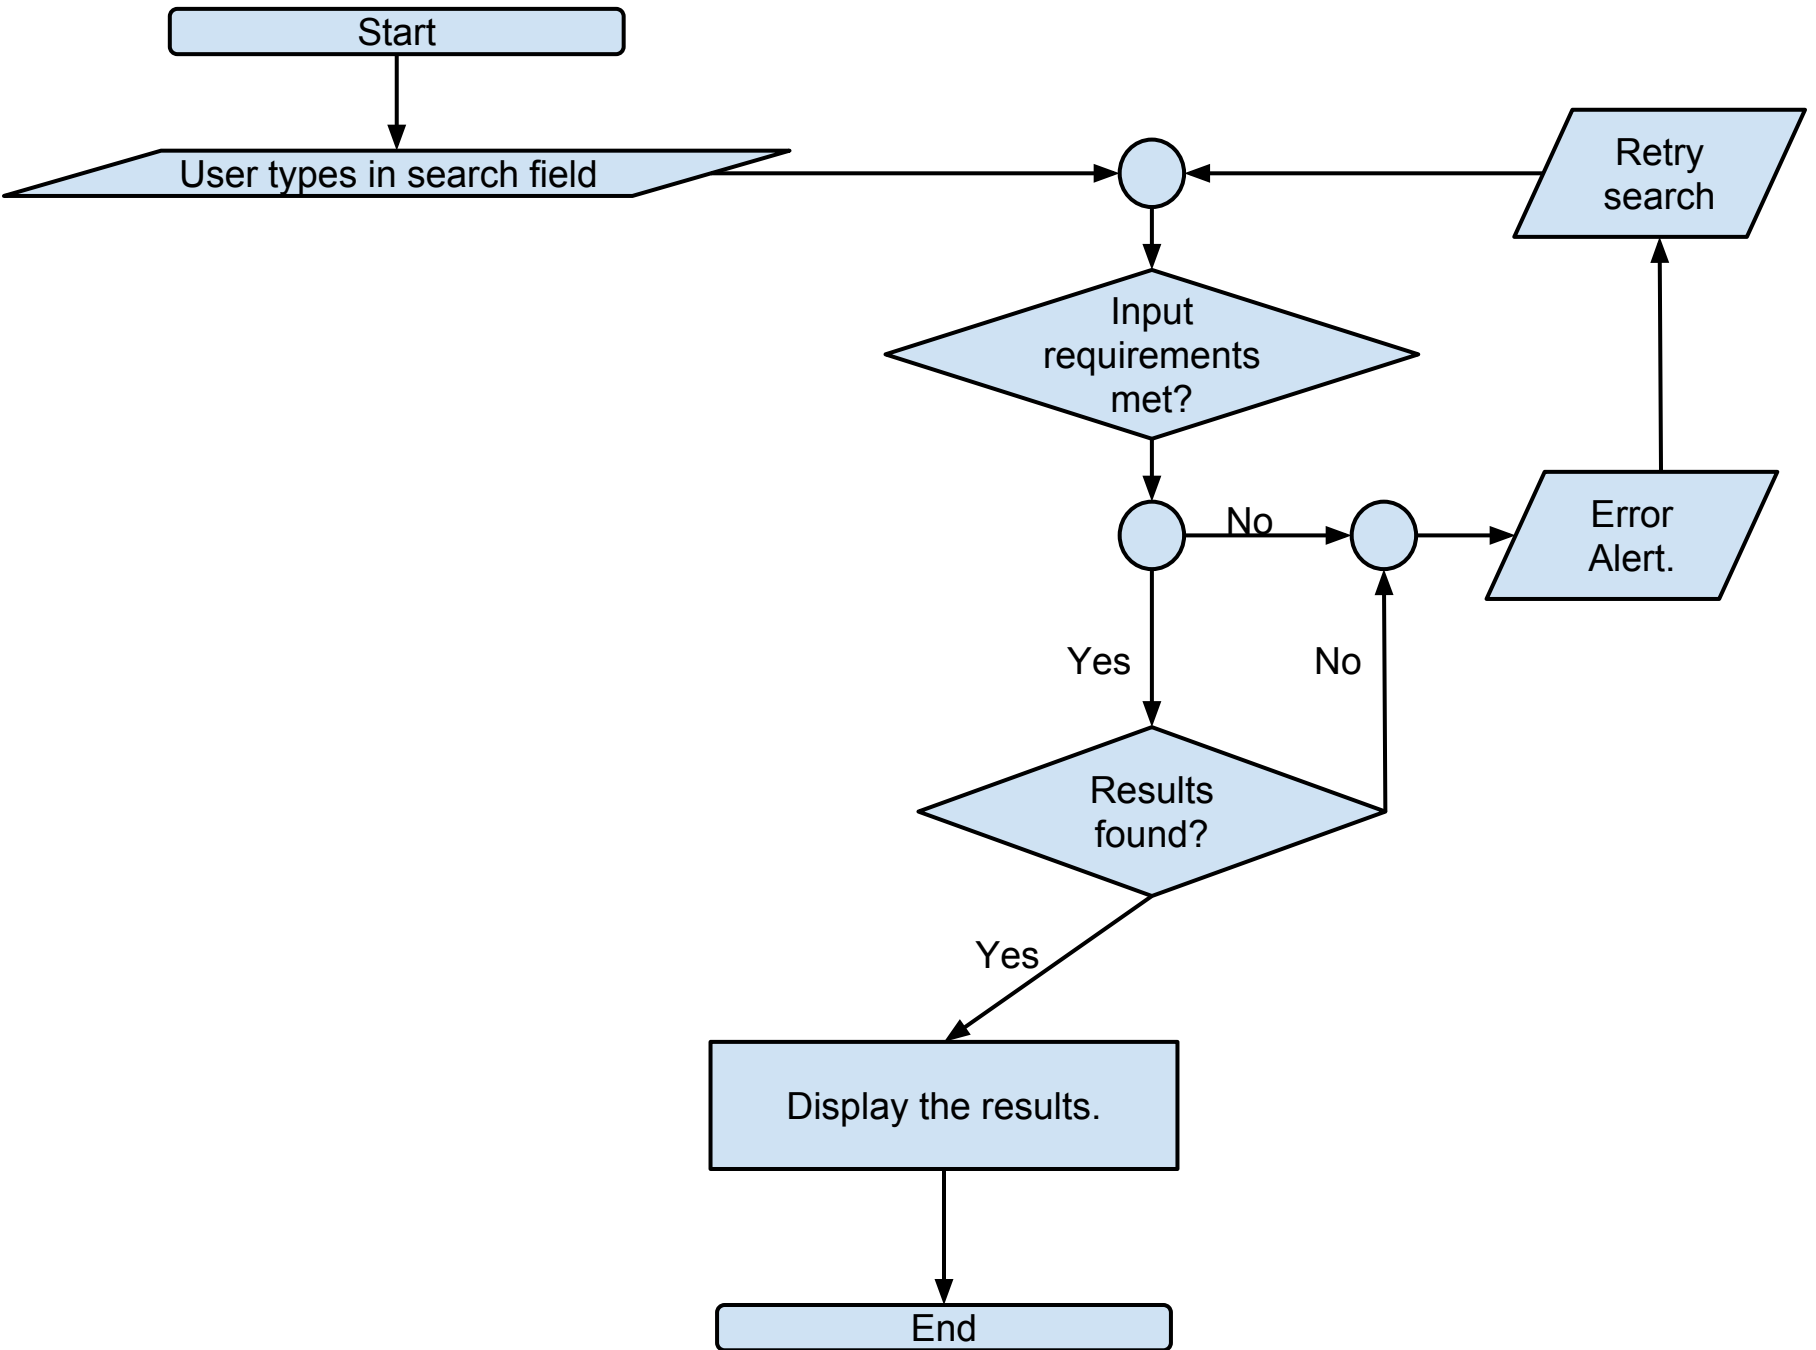 Start
User types in search field
Retry
search
Input
requirements
met?
No
Error
Alert.
Yes
No
Results
found?
Yes
Display the results.
End